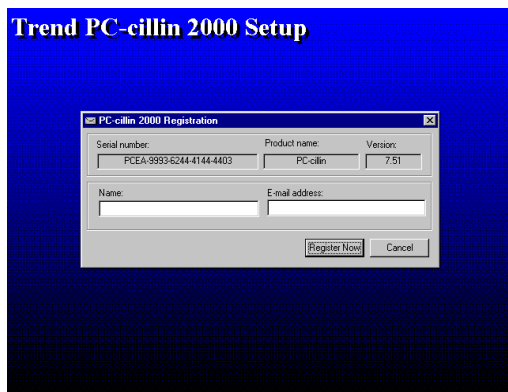 Trend PC-cillin 2000 Setup
PC-cillin 2000 Registration
Serial number: Product name: Version:
PCEA-9993-6244-4144-4403 PC-cillin 7.51
Name: E-mail address:
Register Now Cancel